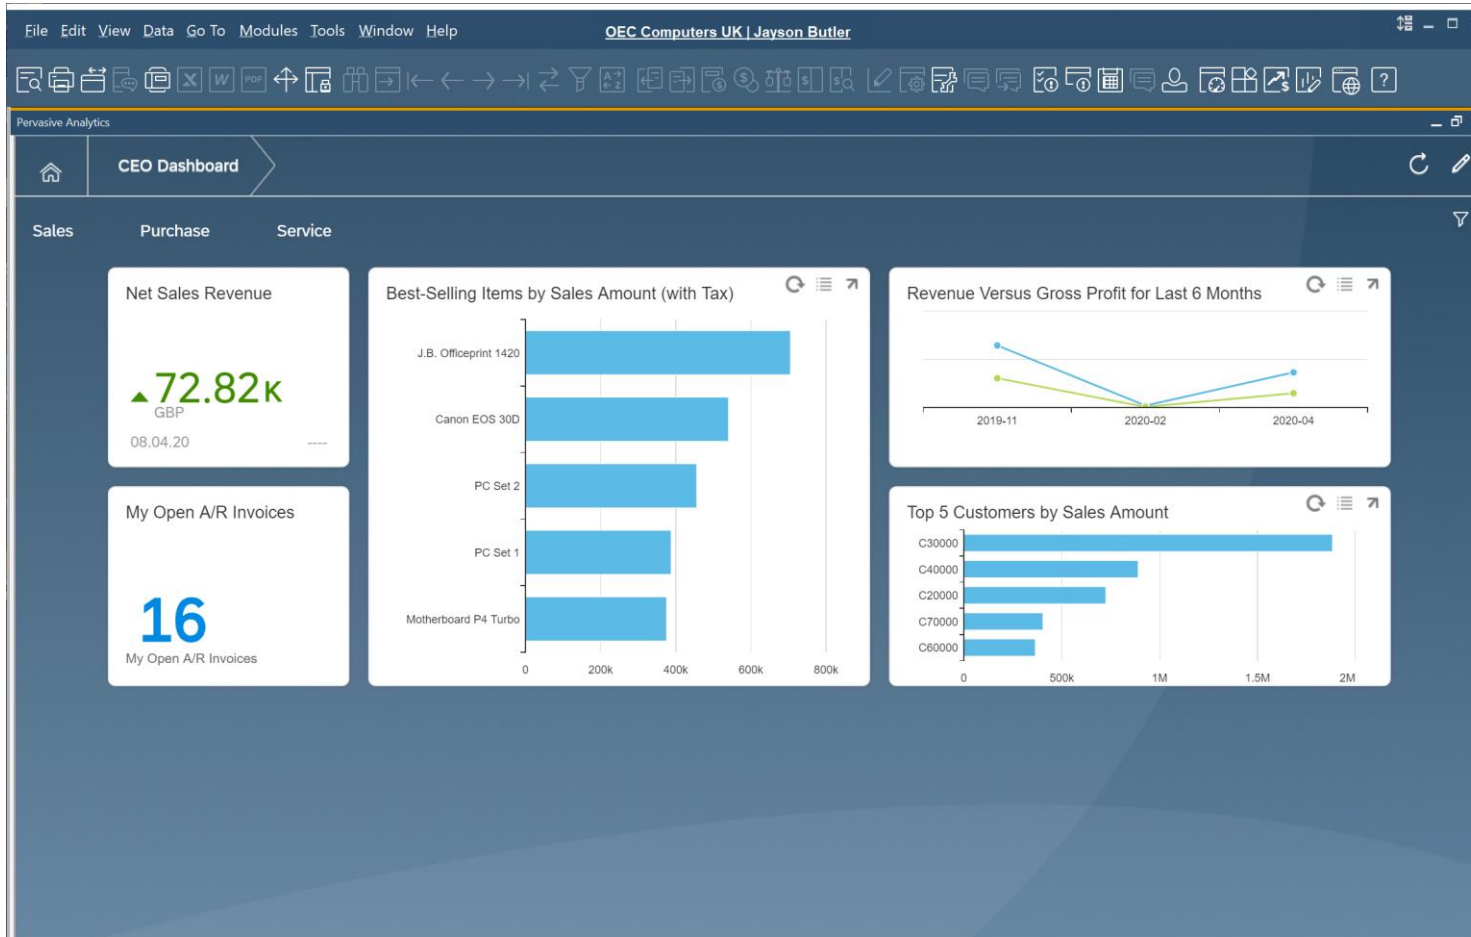 File Edit View Data Go To Modules Tools Window Help
OEC Computers UK | Jayson Butler
Pervasive Analytics
CEO Dashboard
Sales Purchase Service
Net Sales Revenue
72.82K
GBP
08.04.20 ----
My Open A/R Invoices
16
My Open A/R Invoices
Best-Selling Items by Sales Amount (with Tax)
J.B. Officeprint 1420
Canon EOS 30D
PC Set 2
PC Set 1
Motherboard P4 Turbo
0 200k 400k 600k 800k
Revenue Versus Gross Profit for Last 6 Months
2019-11 2020-02 2020-04
Top 5 Customers by Sales Amount
C30000
C40000
C20000
C70000
C60000
0 500k 1M 1.5M 2M